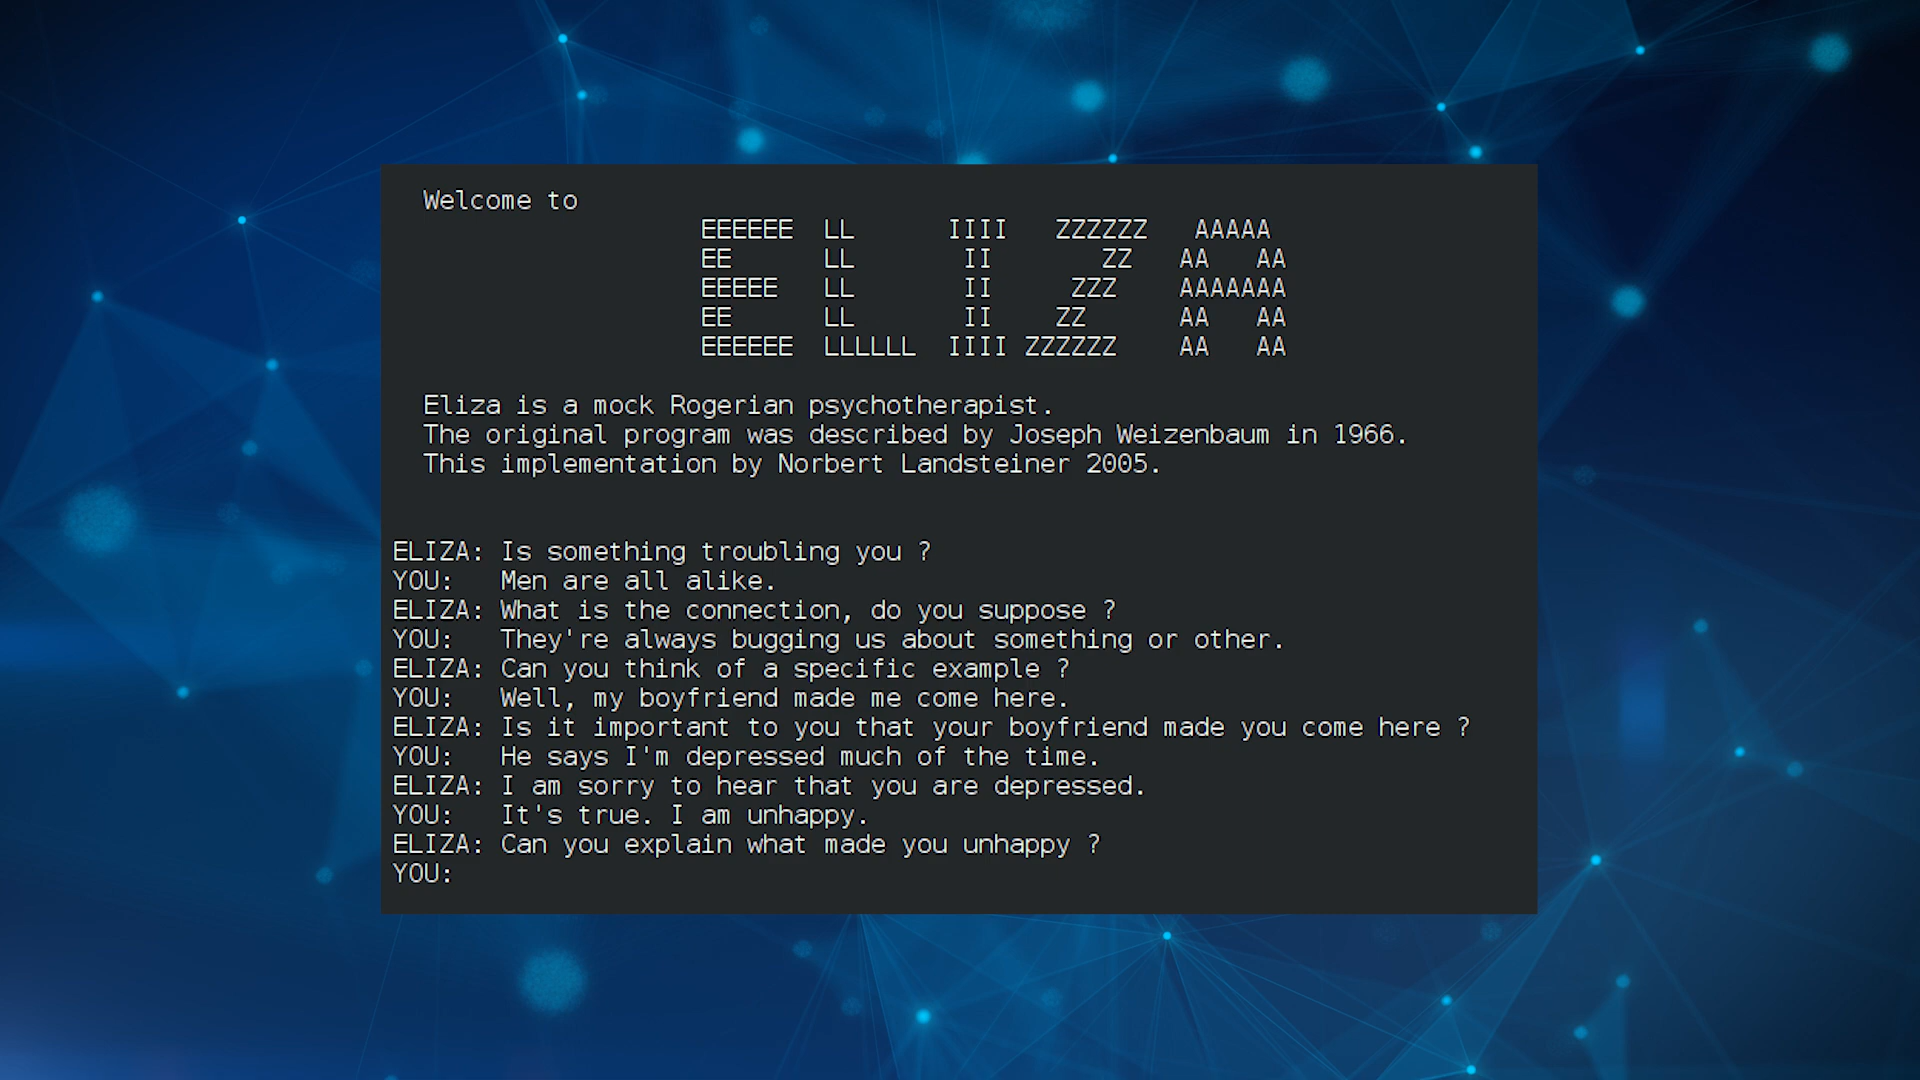 Welcome to
EEEEEE  LL      IIII   ZZZZZZ   AAAAA
EE      LL       II       ZZ   AA   AA
EEEEE   LL       II     ZZZ    AAAAAAA
EE      LL       II    ZZ      AA   AA
EEEEEE  LLLLLL  IIII ZZZZZZ    AA   AA
Eliza is a mock Rogerian psychotherapist.
The original program was described by Joseph Weizenbaum in 1966.
This implementation by Norbert Landsteiner 2005.
ELIZA: Is something troubling you ?
YOU:   Men are all alike.
ELIZA: What is the connection, do you suppose ?
YOU:   They're always bugging us about something or other.
ELIZA: Can you think of a specific example ?
YOU:   Well, my boyfriend made me come here.
ELIZA: Is it important to you that your boyfriend made you come here ?
YOU:   He says I'm depressed much of the time.
ELIZA: I am sorry to hear that you are depressed.
YOU:   It's true. I am unhappy.
ELIZA: Can you explain what made you unhappy ?
YOU: